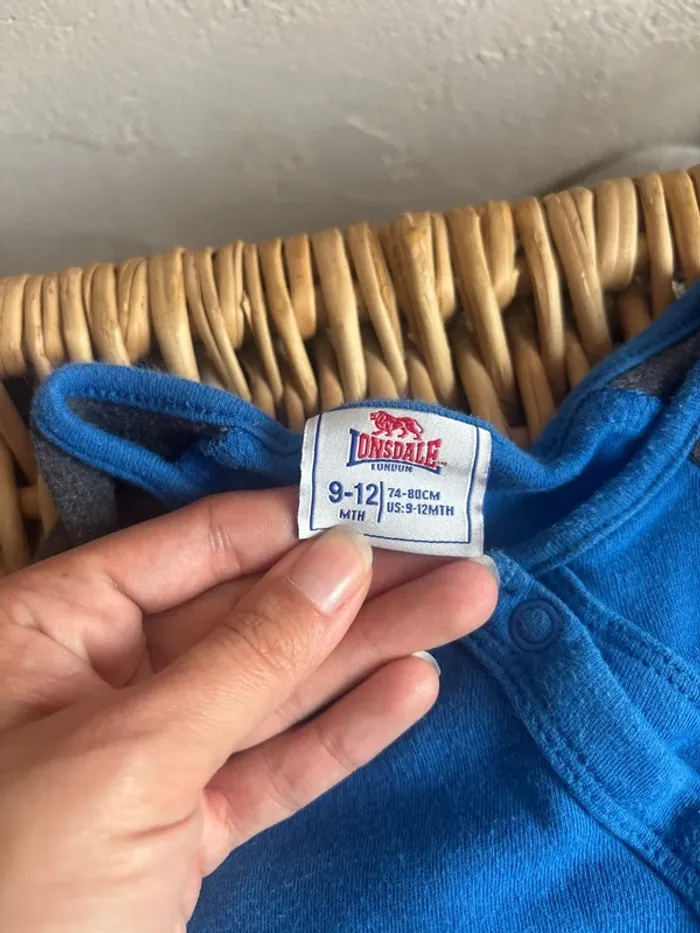 LONSDALE
LONDON
9-12
MTH
74-80CM
US:9-12MTH